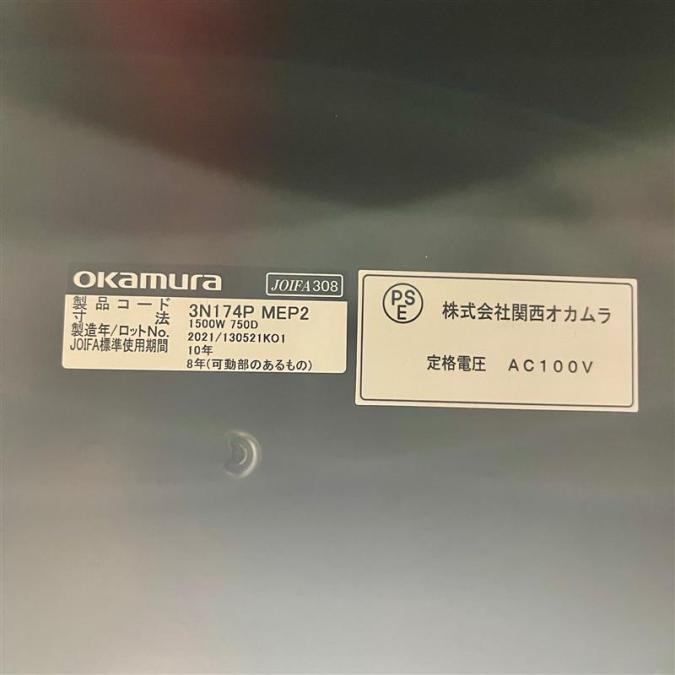 okamura JOIFA308
製品コード 3N174P MEP2
寸法 1500W 750D
製造年/ロットNo. 2021/130521K01
JOIFA標準使用期間 10年
8年(可動部のあるもの)
PSE 株式会社関西オカムラ
定格電圧 AC100V